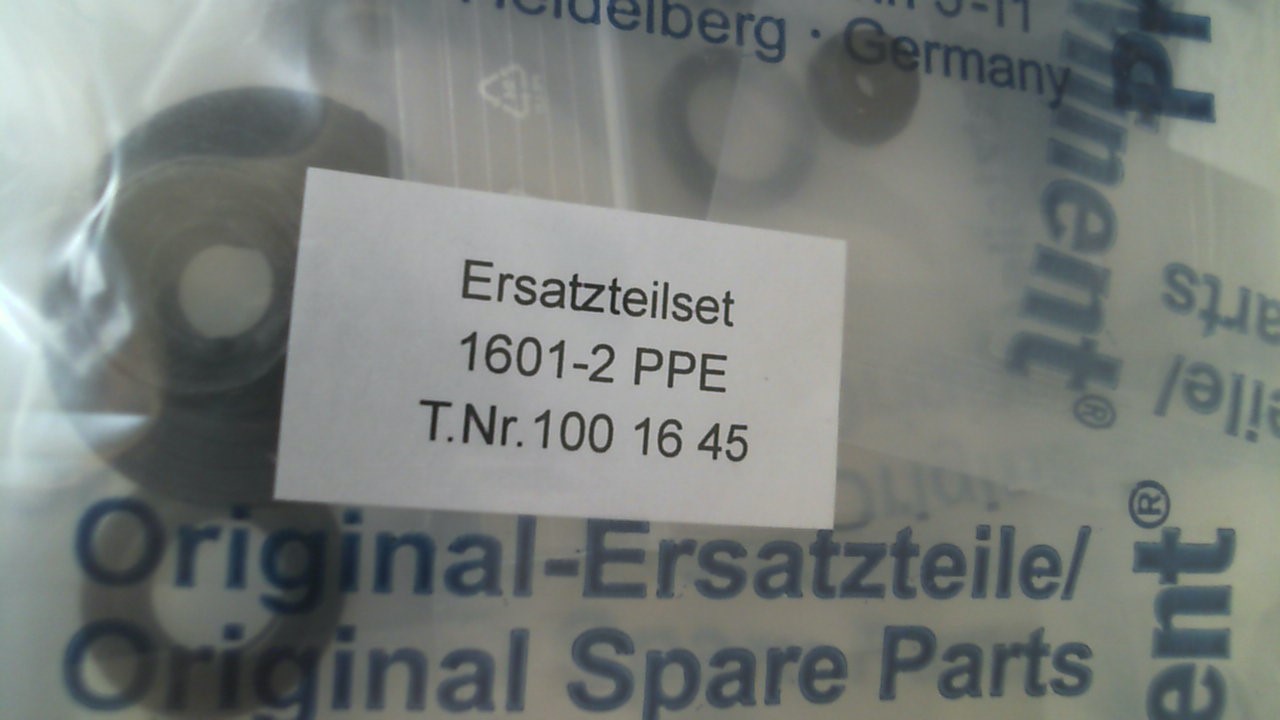 Heidelberg · Germany
Ersatzteilset
1601-2 PPE
T.Nr. 100 16 45
Original-Ersatzteile/
Original Spare Parts